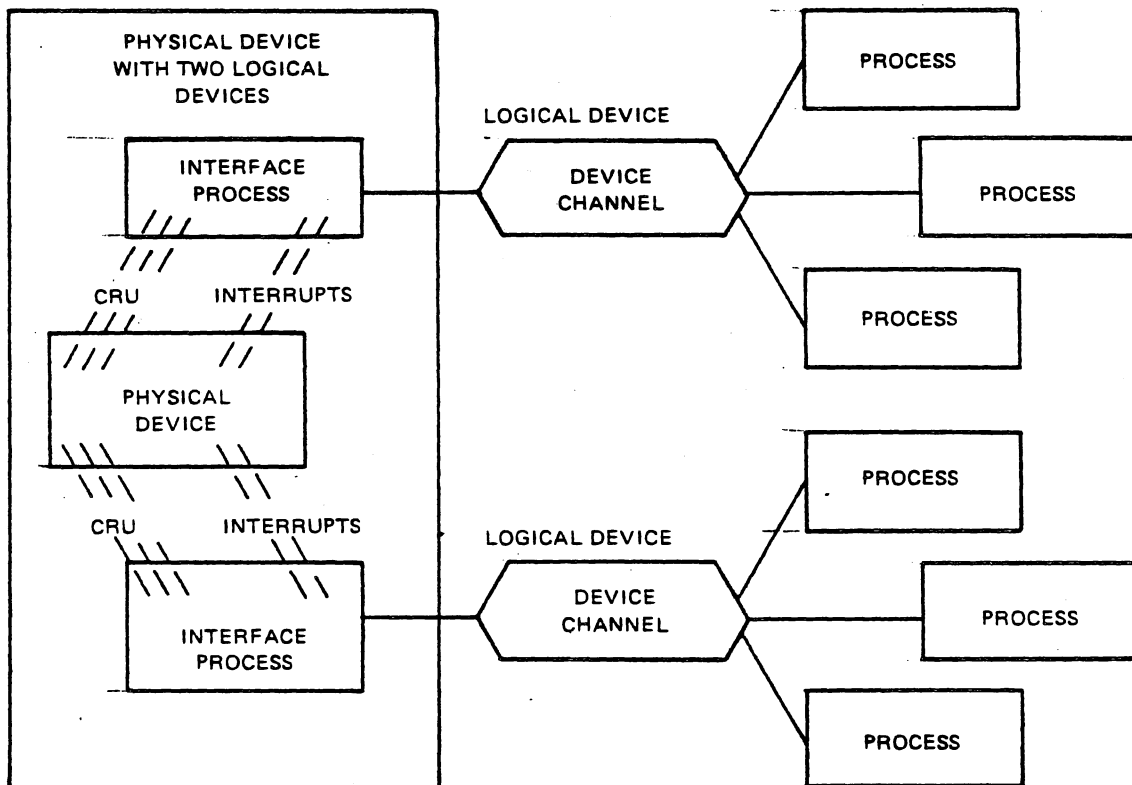 PHYSICAL DEVICE
WITH TWO LOGICAL
DEVICES
INTERFACE
PROCESS
CRU
INTERRUPTS
PHYSICAL
DEVICE
CRU
INTERRUPTS
INTERFACE
PROCESS
LOGICAL DEVICE
DEVICE
CHANNEL
PROCESS
PROCESS
PROCESS
LOGICAL DEVICE
DEVICE
CHANNEL
PROCESS
PROCESS
PROCESS